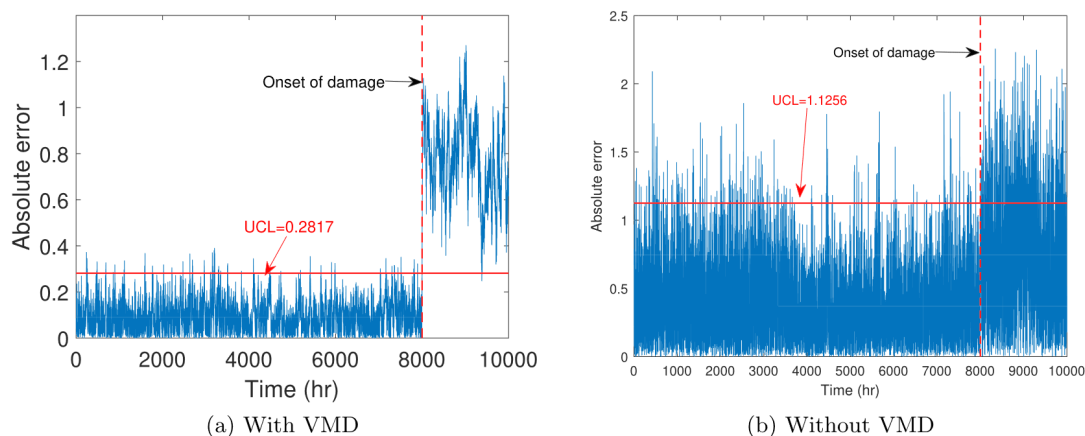 1.2
1
0.8
0.6
0.4
0.2
0
Absolute error
Onset of damage
UCL=0.2817
0 2000 4000 6000 8000 10000
Time (hr)
(a) With VMD
2.5
2
1.5
1
0.5
0
Absolute error
Onset of damage
UCL=1.1256
0 1000 2000 3000 4000 5000 6000 7000 8000 9000 10000
Time (hr)
(b) Without VMD